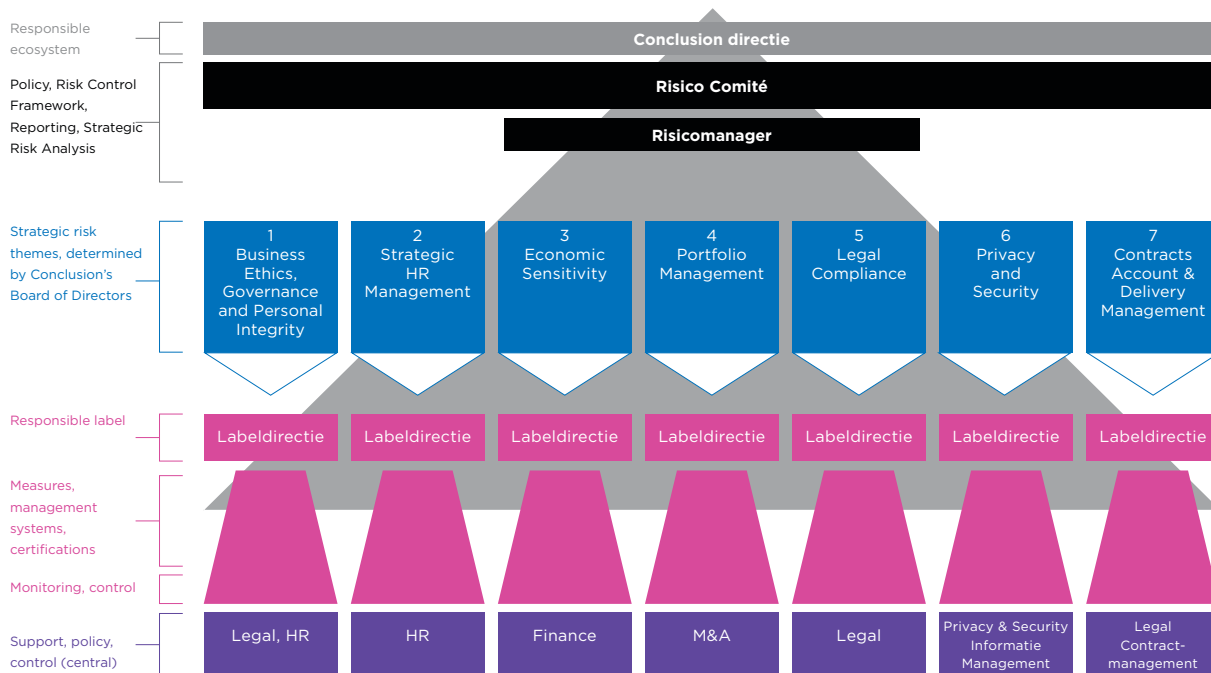 Responsible
ecosystem
Conclusion directie
Policy, Risk Control
Framework,
Reporting, Strategic
Risk Analysis
Risico Comité
Risicomanager
Strategic risk
themes, determined
by Conclusion's
Board of Directors
1
Business
Ethics,
Governance
and Personal
Integrity
2
Strategic
HR
Management
3
Economic
Sensitivity
4
Portfolio
Management
5
Legal
Compliance
6
Privacy
and
Security
7
Contracts
Account &
Delivery
Management
Responsible label
Labeldirectie
Labeldirectie
Labeldirectie
Labeldirectie
Labeldirectie
Labeldirectie
Labeldirectie
Measures,
management
systems,
certifications
Monitoring, control
Support, policy,
control (central)
Legal, HR
HR
Finance
M&A
Legal
Privacy & Security
Informatie
Management
Legal
Contract-
management